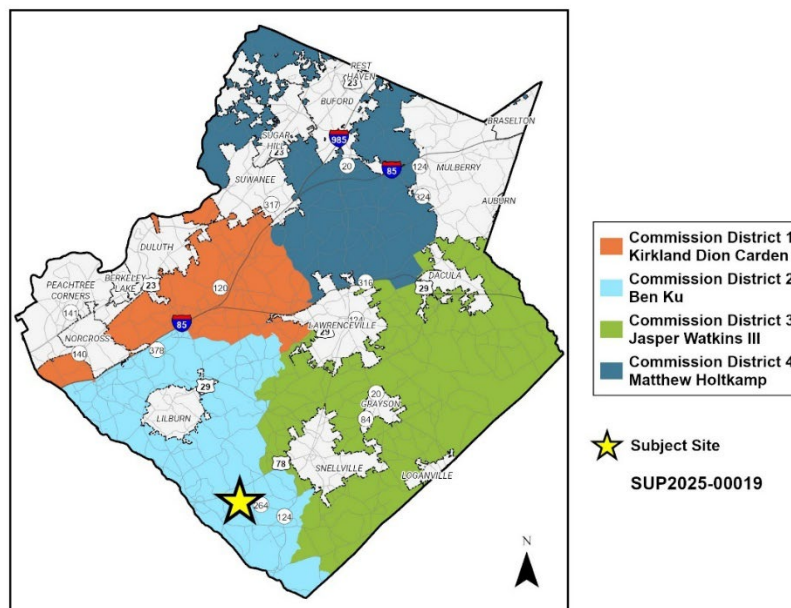 REST
HAVEN
23
BUFORD
BRASELTON
SUGAR
HILL
23
985
20
85
124
MULBERRY
SUWANEE
324
AUBURN
317
DULUTH
DACULA
BERKELEY
LAKE
23
PEACHTREE
CORNERS
120
316
29
141
85
124
LAWRENCEVILLE
29
NORCROSS
140
378
29
20
GRAYSON
84
LILBURN
78
SNELLVILLE
LOGANVILLE
264
124
N
Commission District 1
Kirkland Dion Carden
Commission District 2
Ben Ku
Commission District 3
Jasper Watkins III
Commission District 4
Matthew Holtkamp
Subject Site
SUP2025-00019